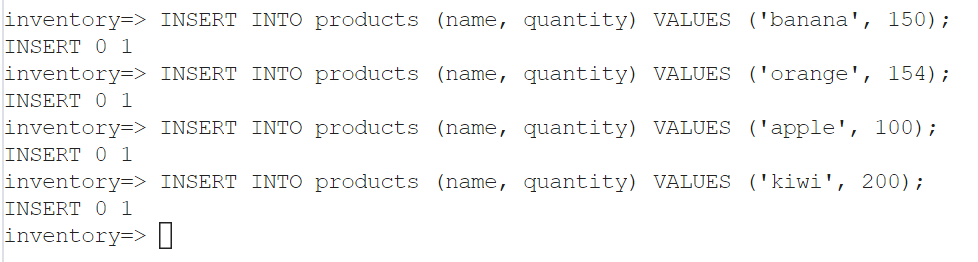 inventory=> INSERT INTO products (name, quantity) VALUES ('banana', 150);
INSERT 0 1
inventory=> INSERT INTO products (name, quantity) VALUES ('orange', 154);
INSERT 0 1
inventory=> INSERT INTO products (name, quantity) VALUES ('apple', 100);
INSERT 0 1
inventory=> INSERT INTO products (name, quantity) VALUES ('kiwi', 200);
INSERT 0 1
inventory=>